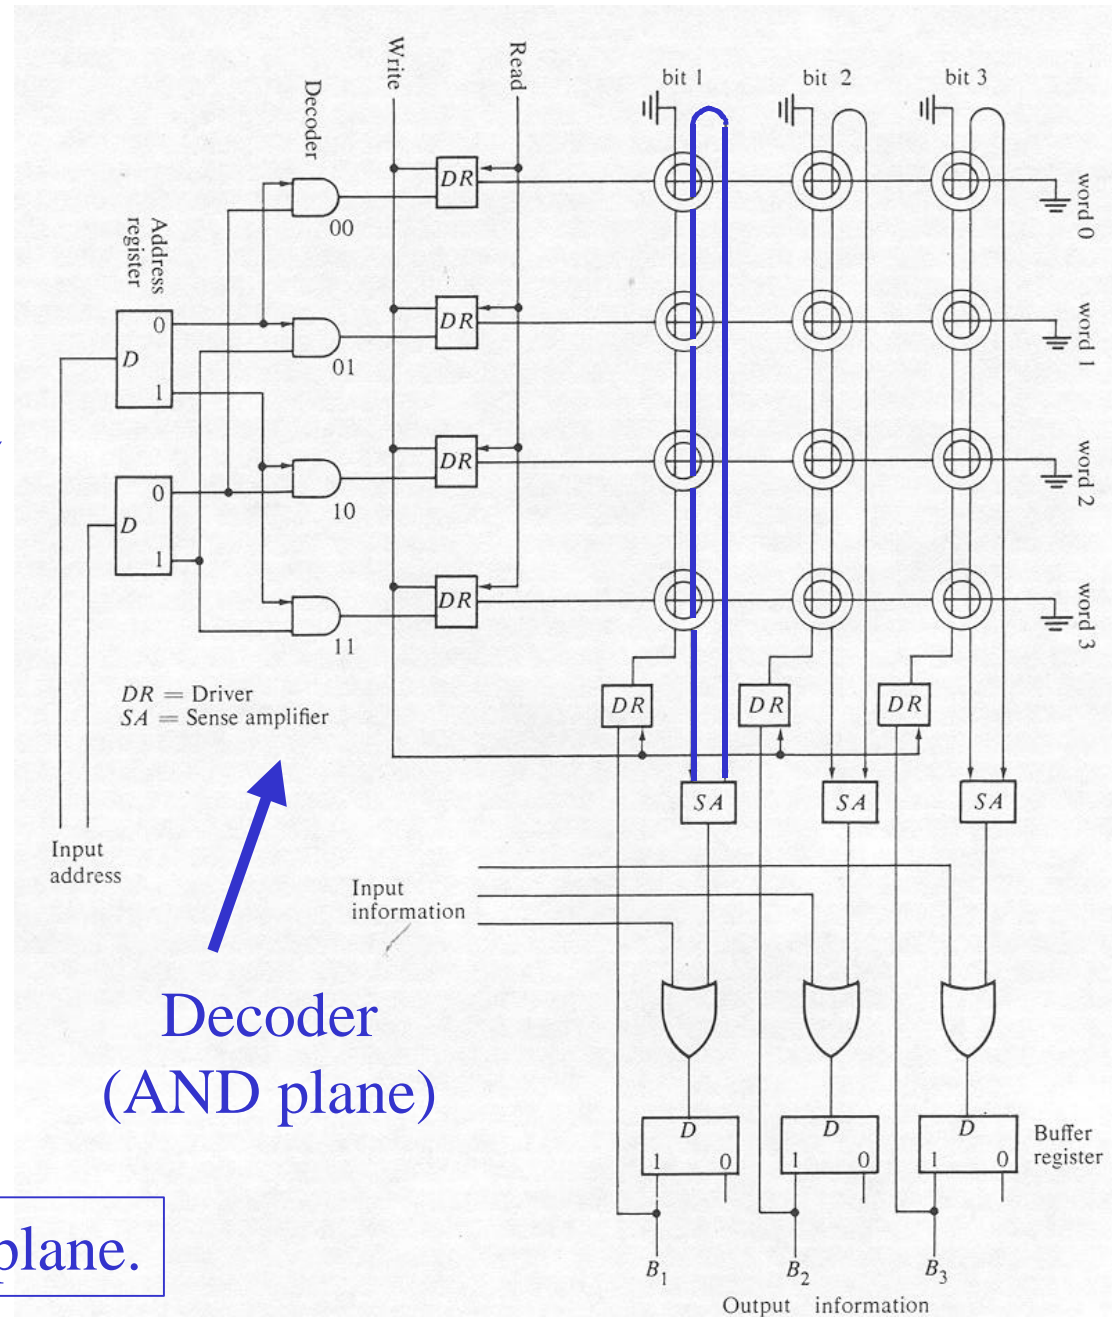 Write
Read
Decoder
bit 1
bit 2
bit 3
DR
00
word 0
Address
register
0
D
1
DR
01
word 1
0
D
1
DR
10
word 2
DR
11
word 3
DR = Driver
SA = Sense amplifier
DR
DR
DR
SA
SA
SA
Input
address
Input
information
Decoder
(AND plane)
D
1 0
D
1 0
D
1 0
Buffer
register
plane.
B1
B2
B3
Output information